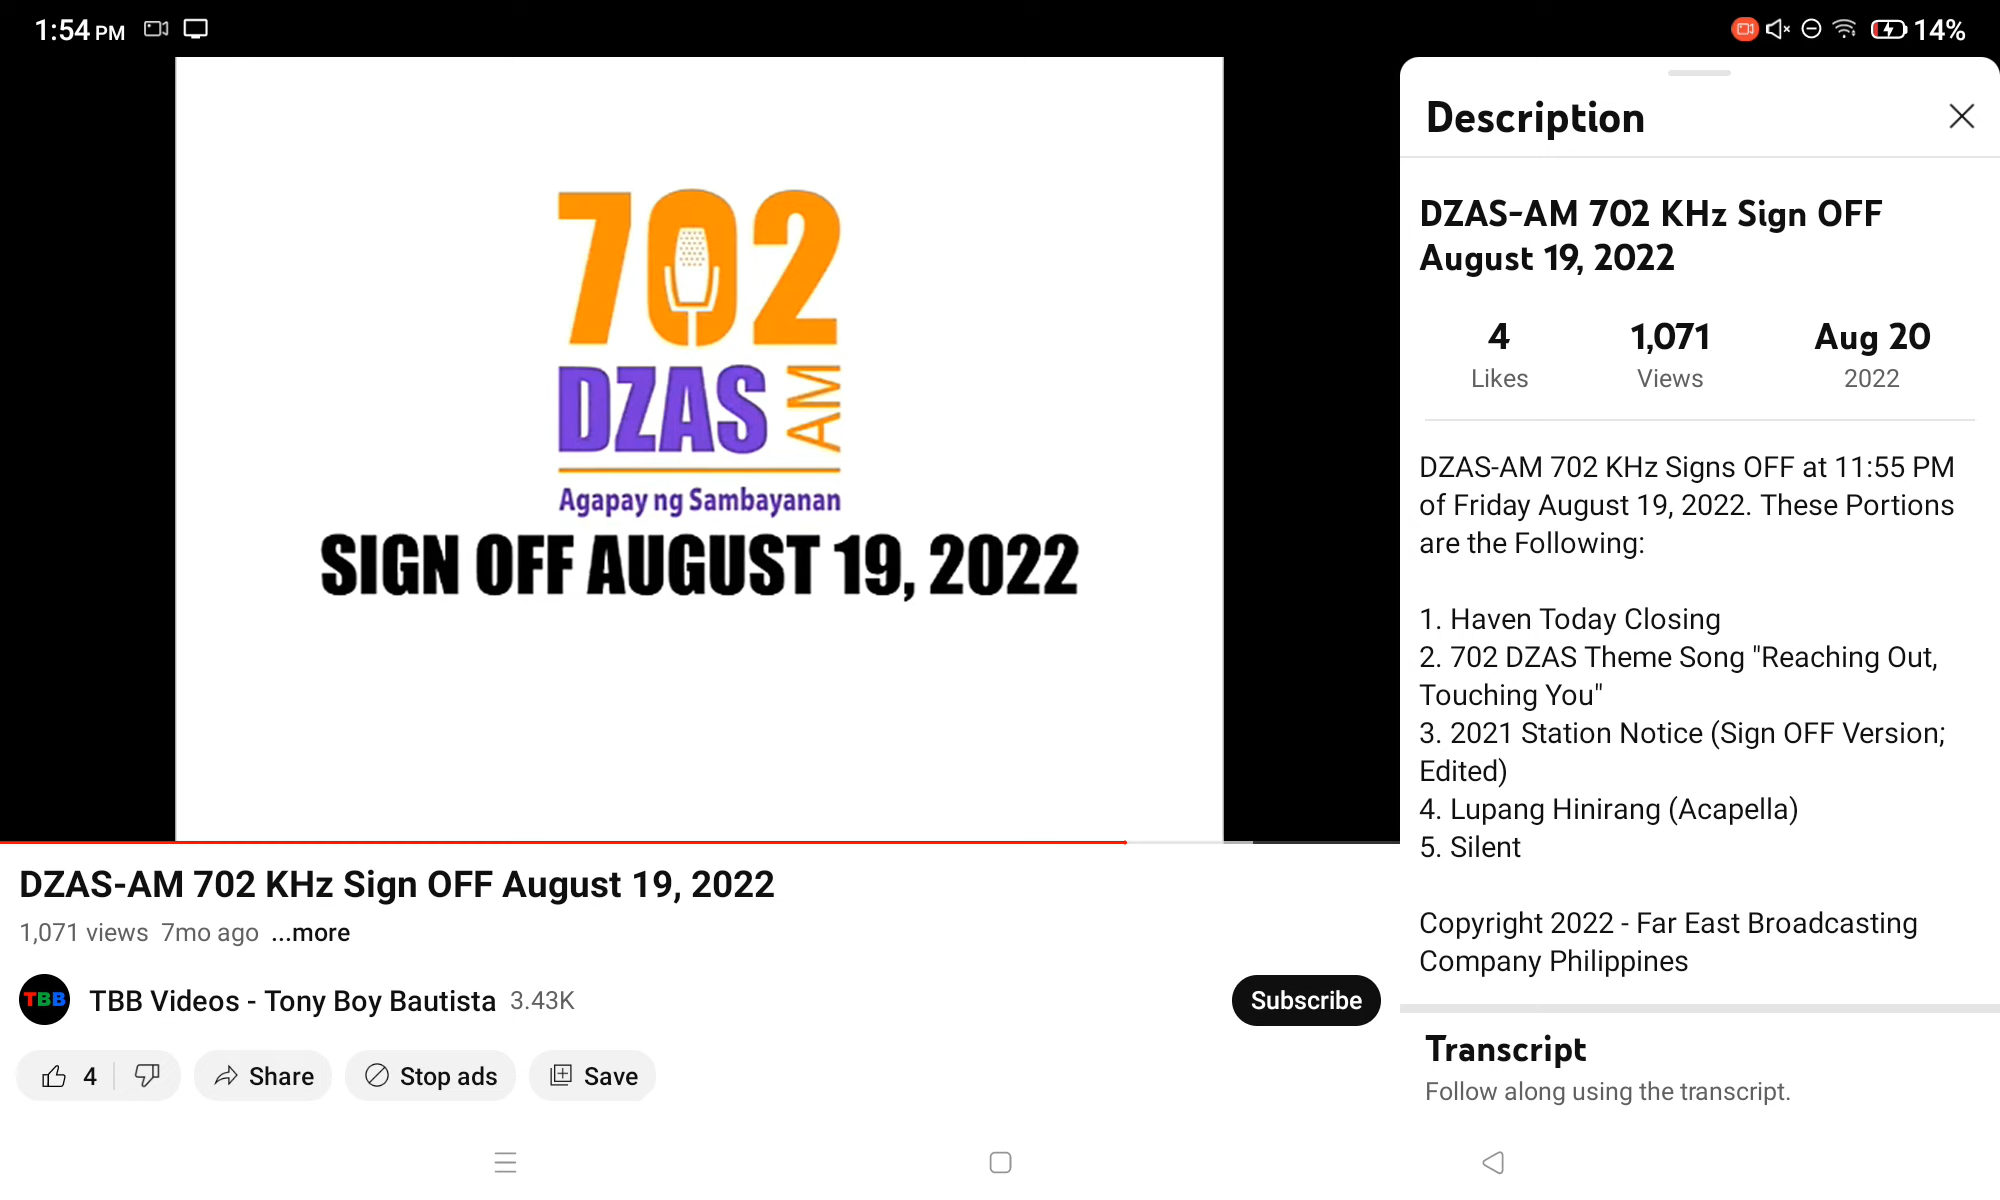 1:54 PM
14%
702
DZAS AM
Agapay ng Sambayanan
SIGN OFF AUGUST 19, 2022
DZAS-AM 702 KHz Sign OFF August 19, 2022
1,071 views 7mo ago ...more
TBB
TBB Videos - Tony Boy Bautista 3.43K
Subscribe
4
Share
Stop ads
Save
Description
DZAS-AM 702 KHz Sign OFF
August 19, 2022
4 1,071 Aug 20
Likes Views 2022
DZAS-AM 702 KHz Signs OFF at 11:55 PM
of Friday August 19, 2022. These Portions
are the Following:
1. Haven Today Closing
2. 702 DZAS Theme Song "Reaching Out,
Touching You"
3. 2021 Station Notice (Sign OFF Version;
Edited)
4. Lupang Hinirang (Acapella)
5. Silent
Copyright 2022 - Far East Broadcasting
Company Philippines
Transcript
Follow along using the transcript.